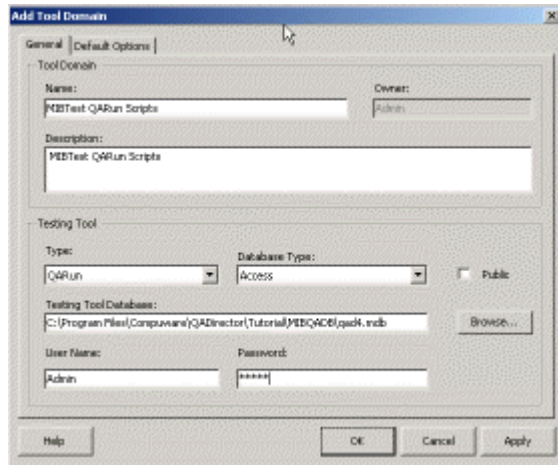 Add Tool Domain
General Default Options
Tool Domain
Name: Owner:
MIBTest QARun Scripts Admin
Description:
MIBTest QARun Scripts
Testing Tool
Type: Database Type:
QARun Access Public
Testing Tool Database:
C:\Program Files\Compuware\QADirector\Tutorial\MIBQADB\qad4.mdb Browse...
User Name: Password:
Admin *****
Help OK Cancel Apply